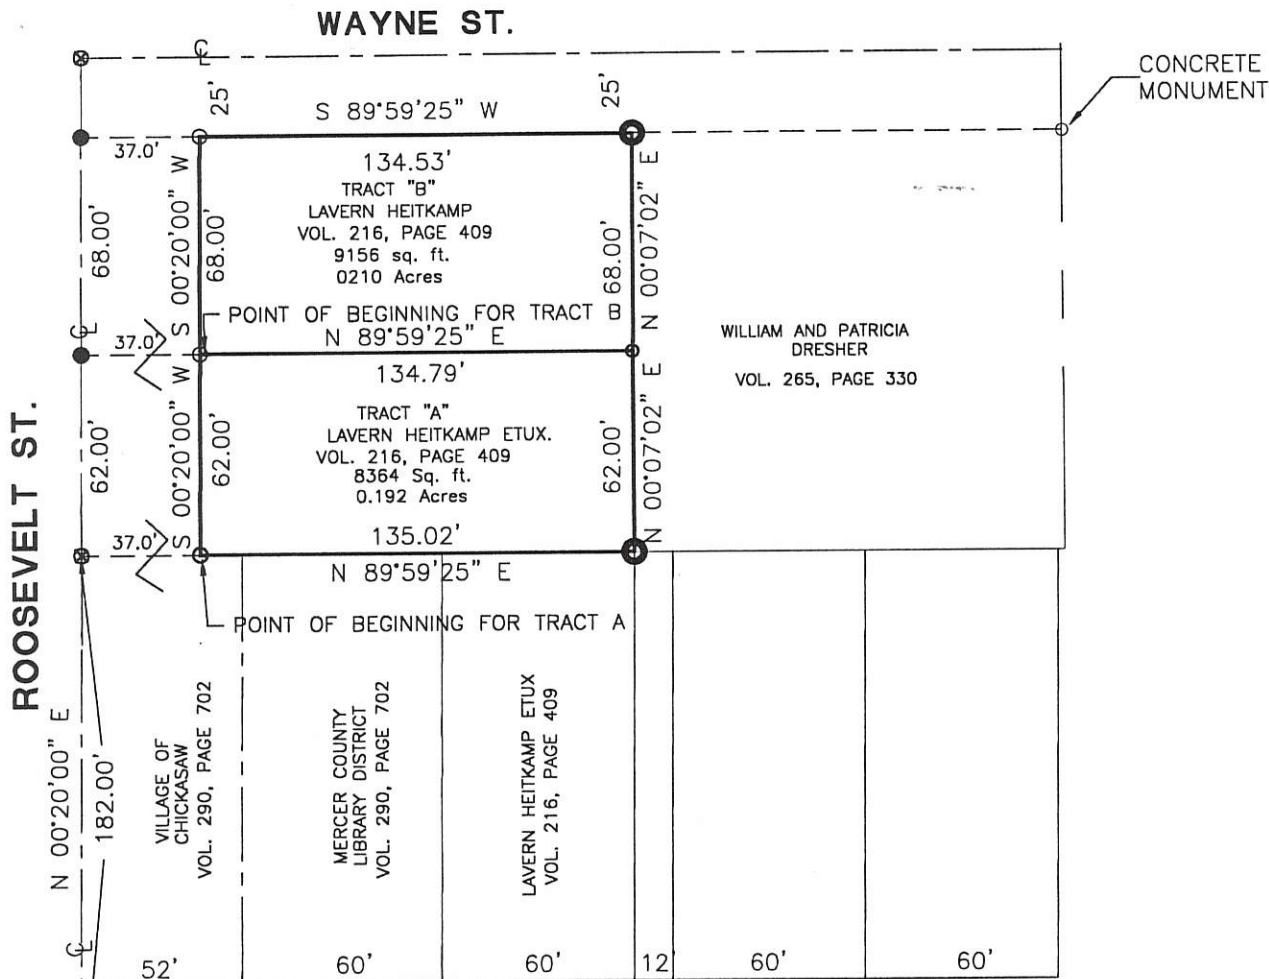 WAYNE ST.
CONCRETE
MONUMENT
℄
25'
25'
S 89°59'25" W
37.0'
134.53'
TRACT "B"
LAVERN HEITKAMP
VOL. 216, PAGE 409
9156 sq. ft.
0210 Acres
68.00'
S 00°20'00" W
68.00'
68.00'
N 00°07'02" E
POINT OF BEGINNING FOR TRACT B
N 89°59'25" E
℄
37.0'
134.79'
WILLIAM AND PATRICIA
DRESHER
VOL. 265, PAGE 330
TRACT "A"
LAVERN HEITKAMP ETUX.
VOL. 216, PAGE 409
8364 Sq. ft.
0.192 Acres
62.00'
S 00°20'00" W
62.00'
62.00'
N 00°07'02" E
37.0'
135.02'
N 89°59'25" E
POINT OF BEGINNING FOR TRACT A
ROOSEVELT ST.
N 00°20'00" E
182.00'
VILLAGE OF
CHICKASAW
VOL. 290, PAGE 702
MERCER COUNTY
LIBRARY DISTRICT
VOL. 290, PAGE 702
LAVERN HEITKAMP ETUX
VOL. 216, PAGE 409
℄
52'
60'
60'
12'
60'
60'